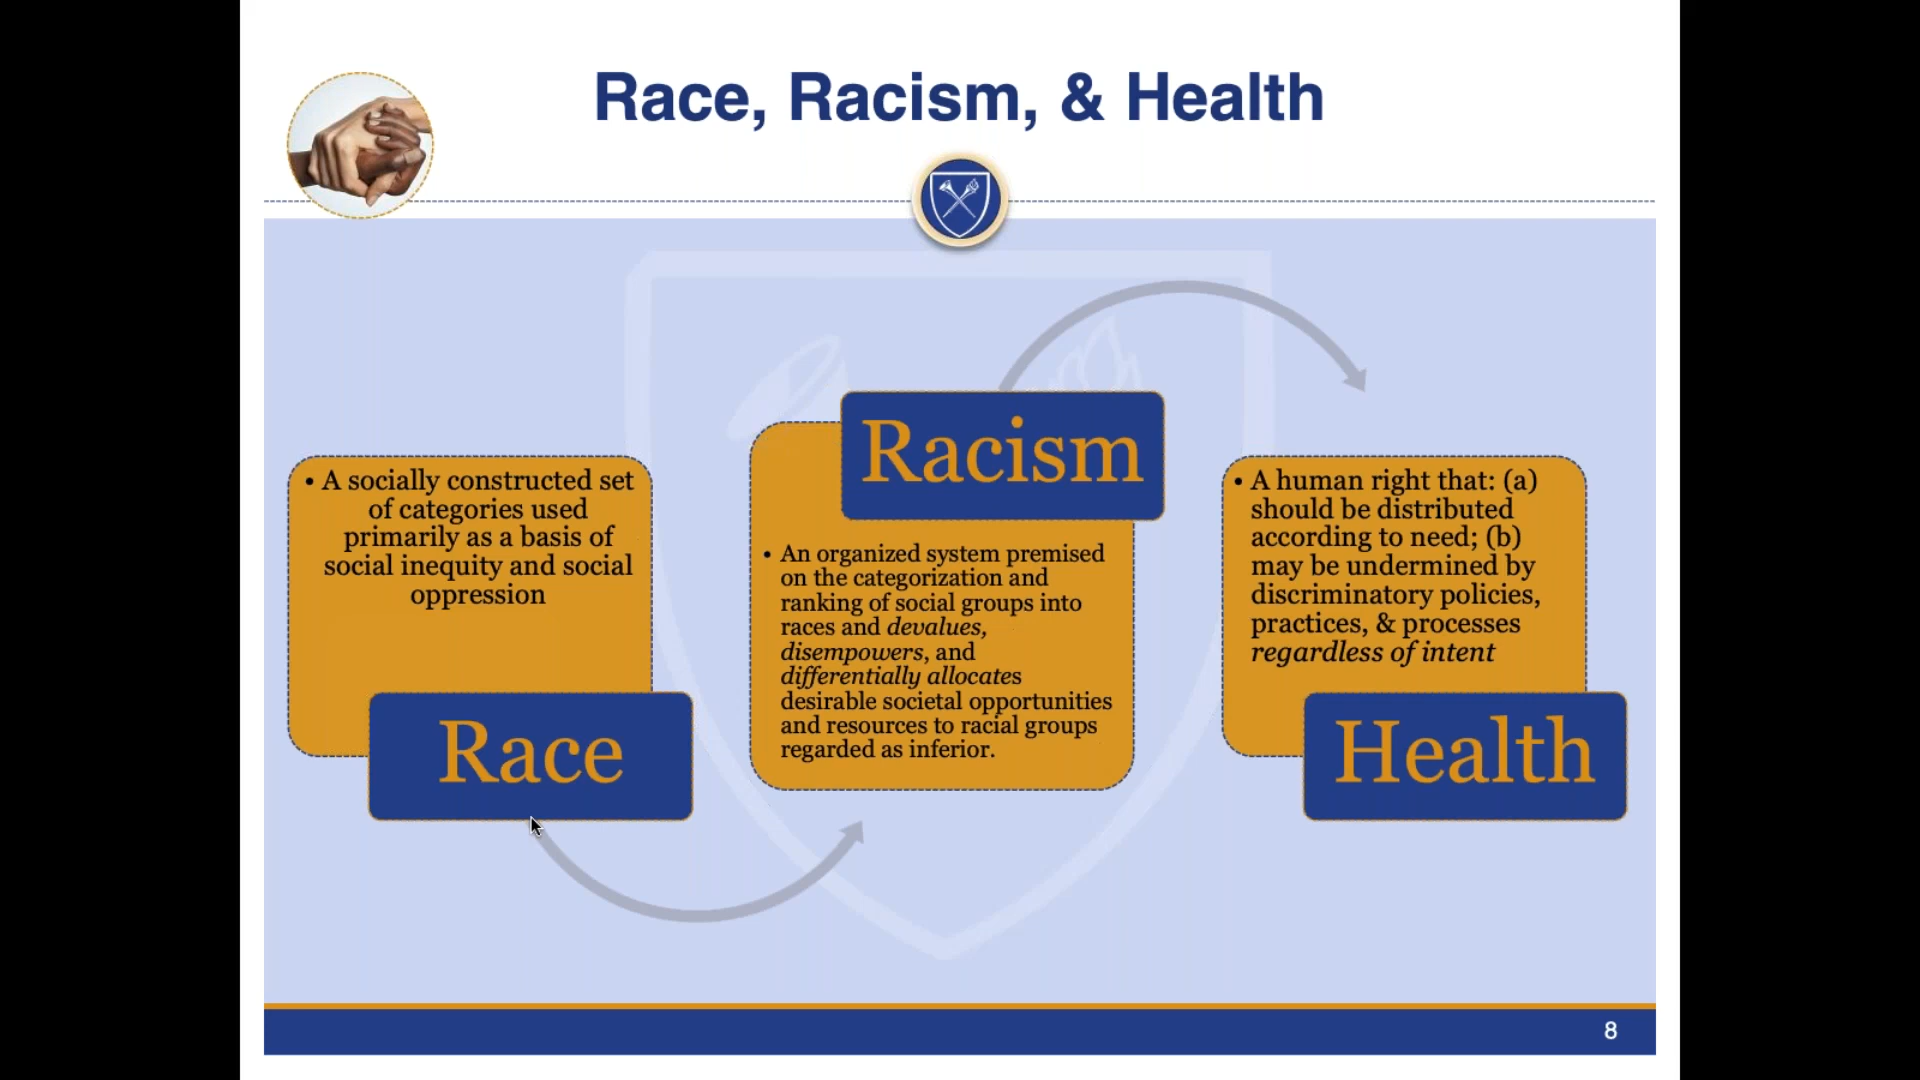 Race, Racism, & Health
• A socially constructed set
of categories used
primarily as a basis of
social inequity and social
oppression
Race
Racism
• An organized system premised
on the categorization and
ranking of social groups into
races and devalues,
disempowers, and
differentially allocates
desirable societal opportunities
and resources to racial groups
regarded as inferior.
• A human right that: (a)
should be distributed
according to need; (b)
may be undermined by
discriminatory policies,
practices, & processes
regardless of intent
Health
8